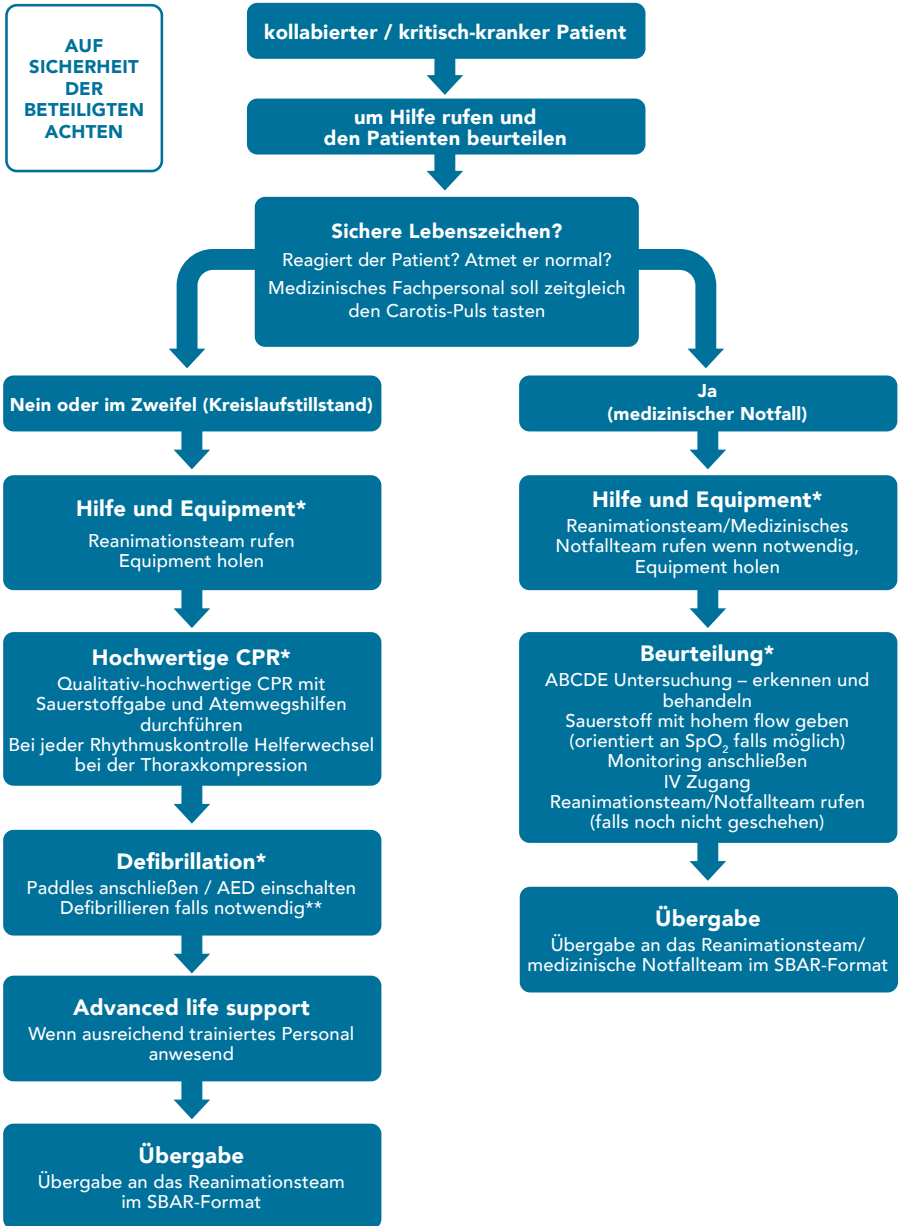 AUF
SICHERHEIT
DER
BETEILIGTEN
ACHTEN
kollabierter / kritisch-kranker Patient
um Hilfe rufen und
den Patienten beurteilen
Sichere Lebenszeichen?
Reagiert der Patient? Atmet er normal?
Medizinisches Fachpersonal soll zeitgleich
den Carotis-Puls tasten
Nein oder im Zweifel (Kreislaufstillstand)
Hilfe und Equipment*
Reanimationsteam rufen
Equipment holen
Hochwertige CPR*
Qualitativ-hochwertige CPR mit
Sauerstoffgabe und Atemwegshilfen
durchführen
Bei jeder Rhythmuskontrolle Helferwechsel
bei der Thoraxkompression
Defibrillation*
Paddles anschließen / AED einschalten
Defibrillieren falls notwendig**
Advanced life support
Wenn ausreichend trainiertes Personal
anwesend
Übergabe
Übergabe an das Reanimationsteam
im SBAR-Format
Ja
(medizinischer Notfall)
Hilfe und Equipment*
Reanimationsteam/Medizinisches
Notfallteam rufen wenn notwendig,
Equipment holen
Beurteilung*
ABCDE Untersuchung – erkennen und
behandeln
Sauerstoff mit hohem flow geben
(orientiert an SpO₂ falls möglich)
Monitoring anschließen
IV Zugang
Reanimationsteam/Notfallteam rufen
(falls noch nicht geschehen)
Übergabe
Übergabe an das Reanimationsteam/
medizinische Notfallteam im SBAR-Format